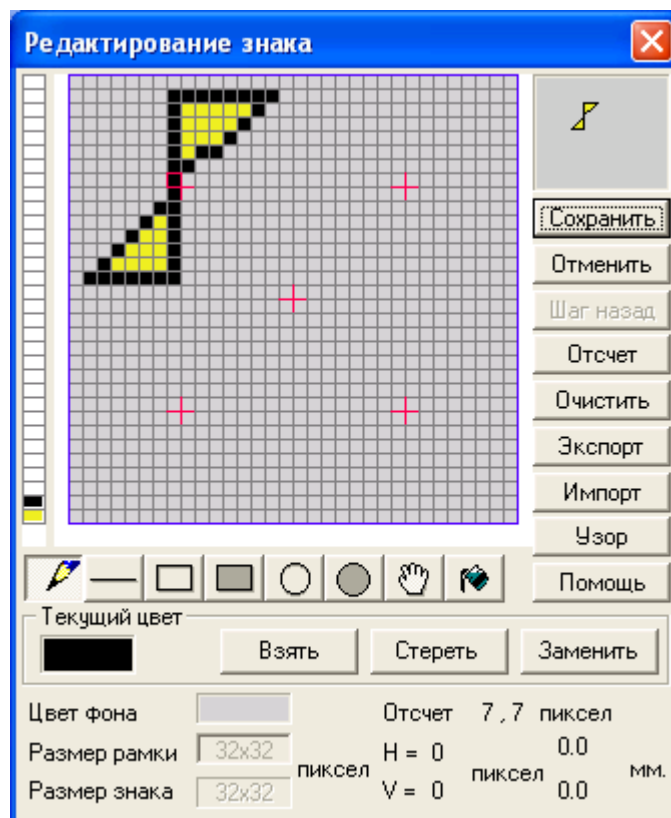 Редактирование знака
Сохранить
Отменить
Шаг назад
Отсчет
Очистить
Экспорт
Импорт
Узор
Помощь
Текущий цвет
Взять Стереть Заменить
Цвет фона Отсчет 7,7 пиксел
Размер рамки 32x32 пиксел H = 0 пиксел 0.0 мм.
Размер знака 32x32 V = 0 0.0